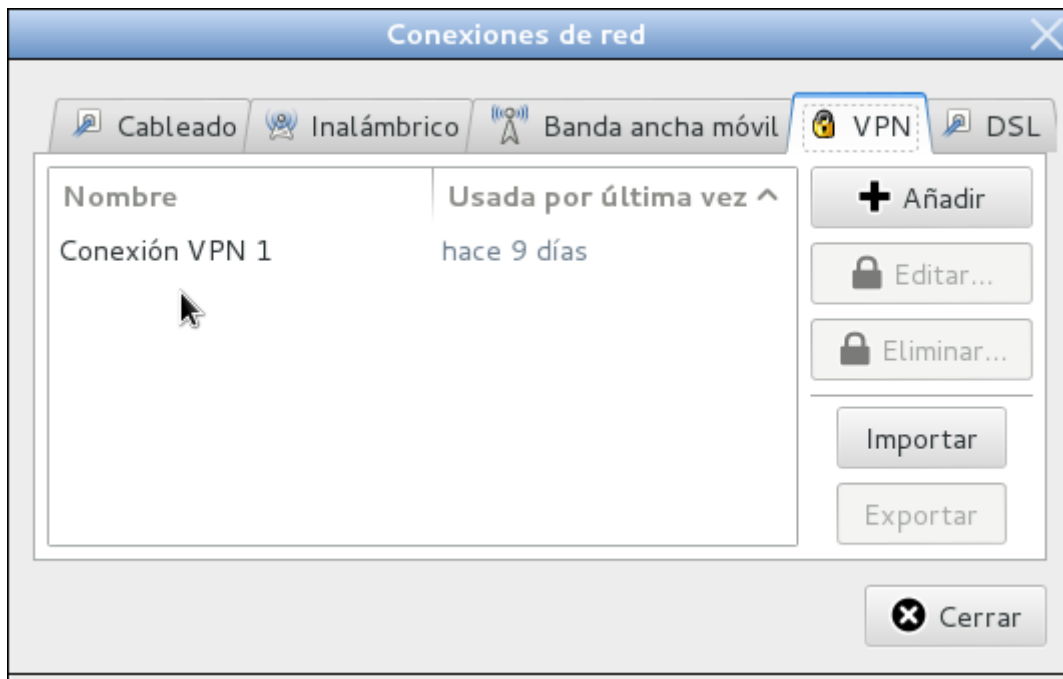 Conexiones de red
Cableado Inalámbrico Banda ancha móvil VPN DSL
Nombre Usada por última vez
Conexión VPN 1 hace 9 días
Añadir
Editar...
Eliminar...
Importar
Exportar
Cerrar